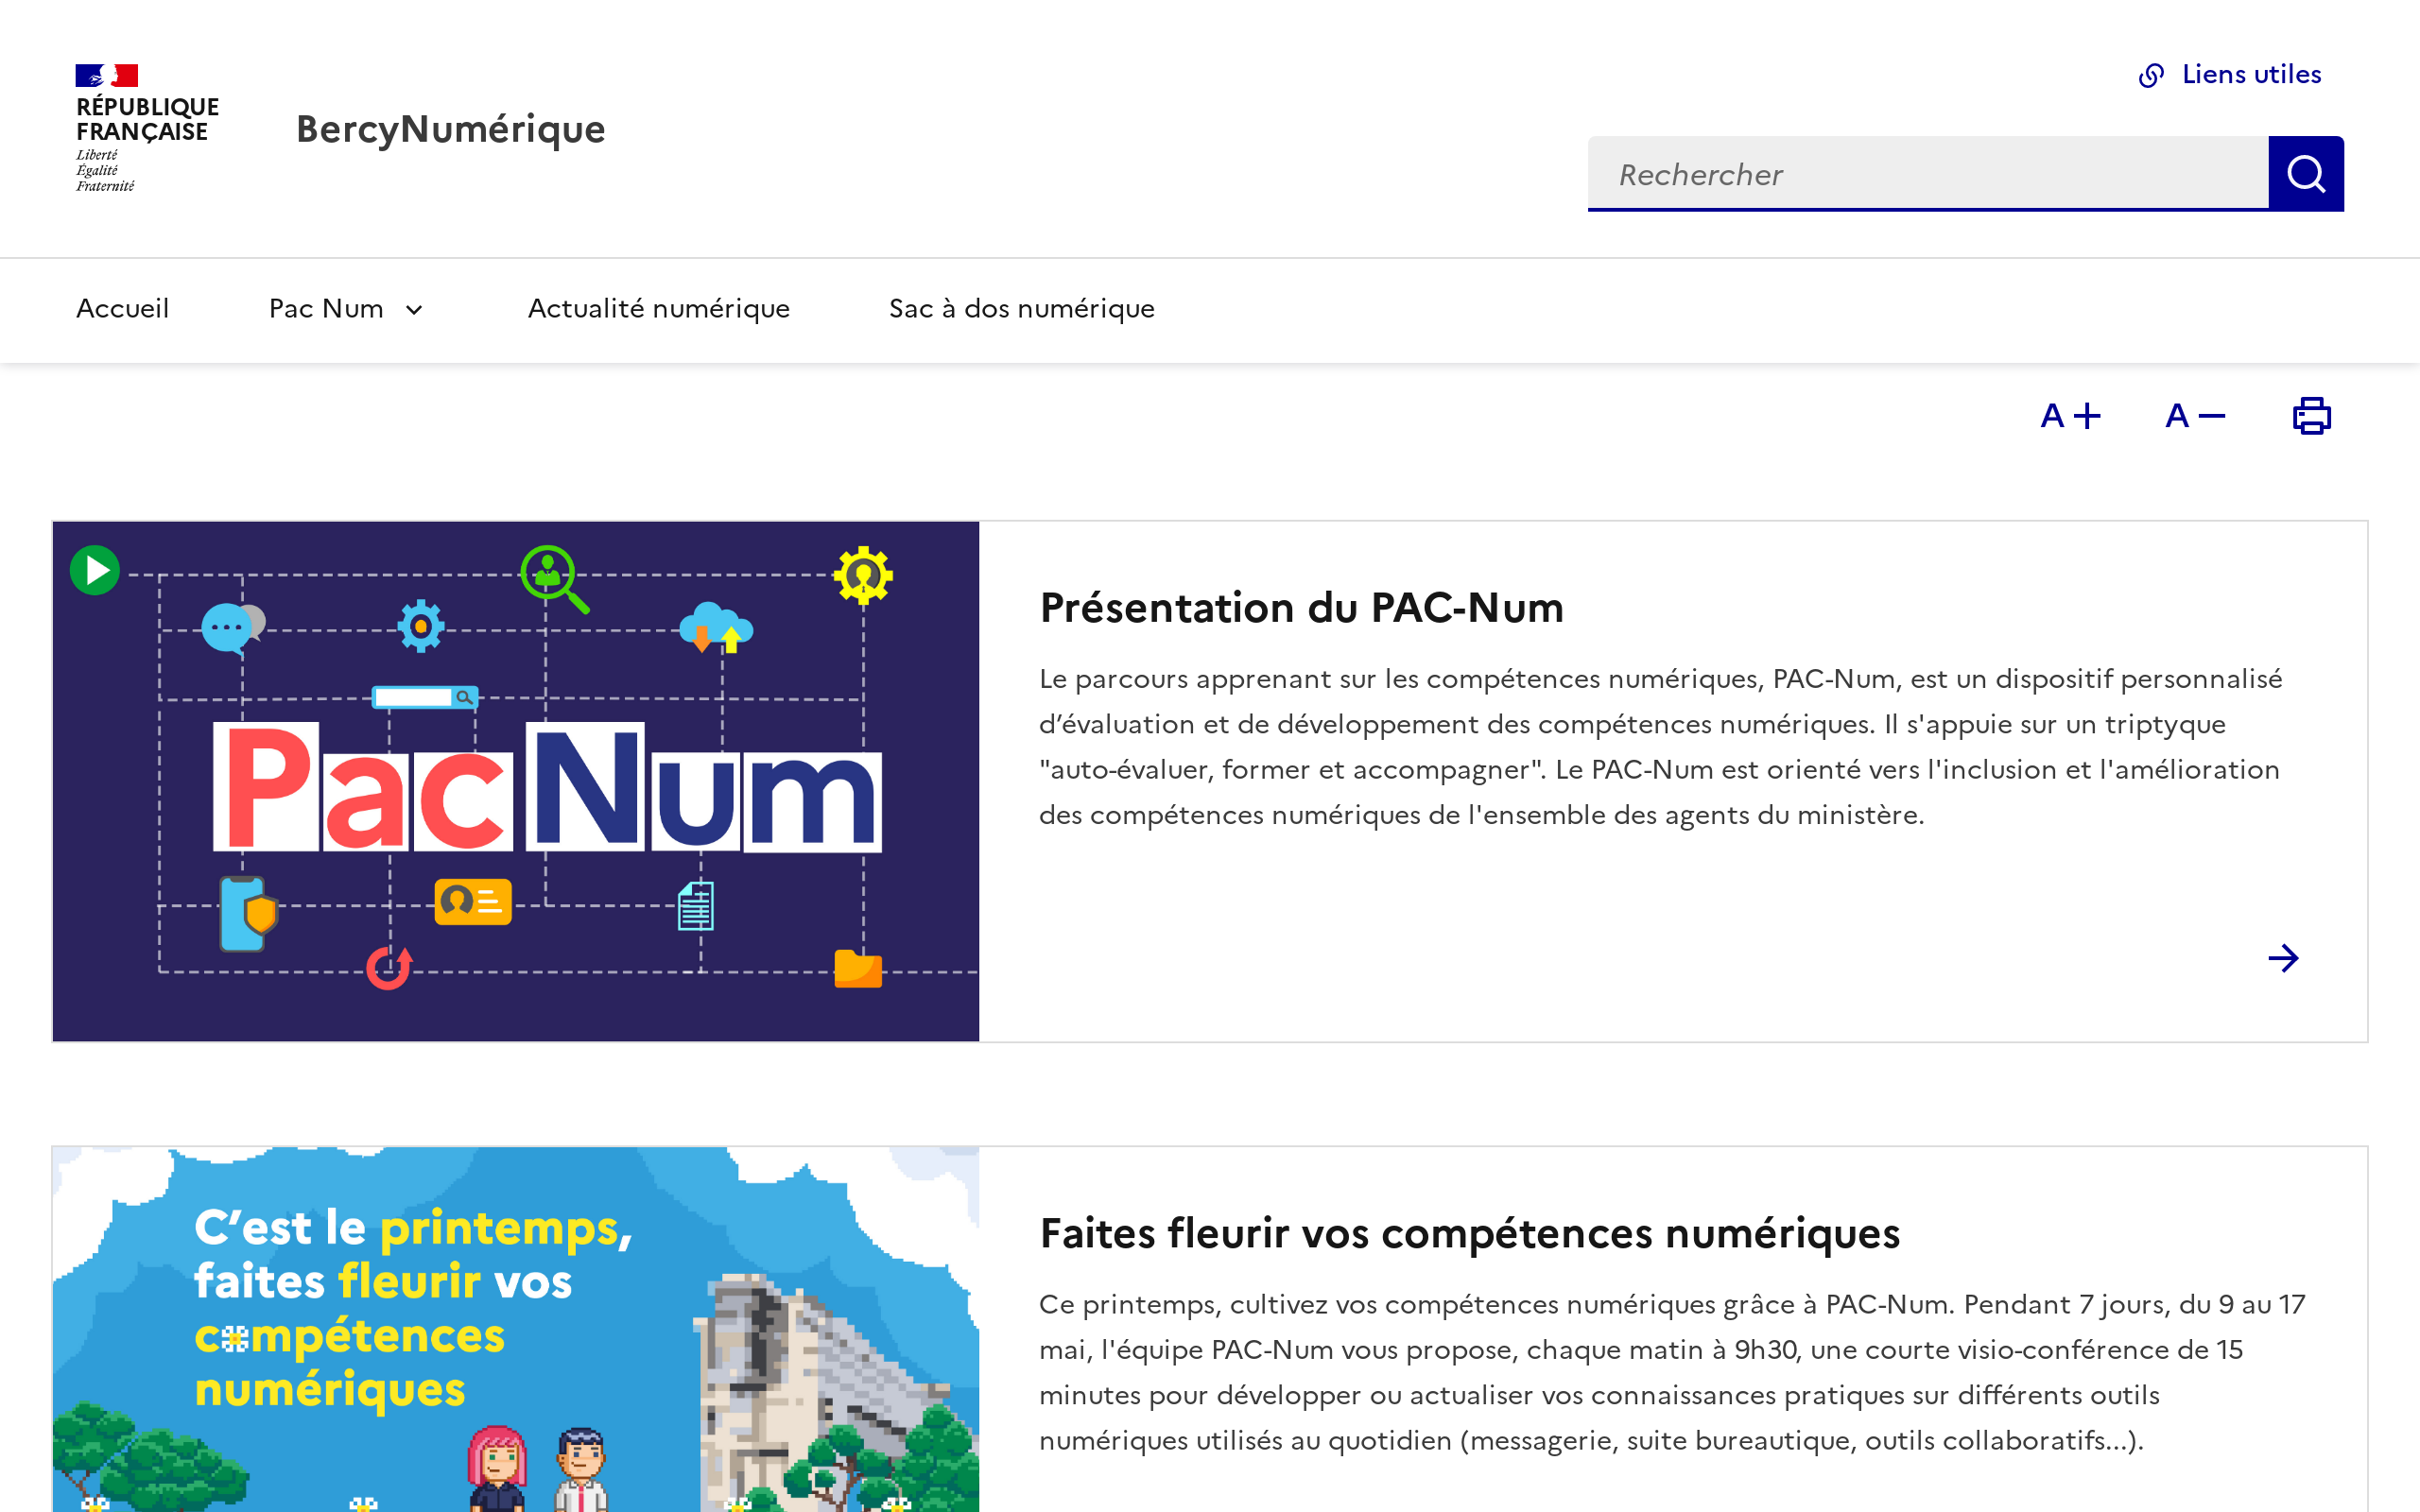 RÉPUBLIQUE
FRANÇAISE
Liberté
Égalité
Fraternité
BercyNumérique
Liens utiles
Rechercher
Accueil
Pac Num
Actualité numérique
Sac à dos numérique
A +
A −
Pac Num
Présentation du PAC-Num
Le parcours apprenant sur les compétences numériques, PAC-Num, est un dispositif personnalisé
d’évaluation et de développement des compétences numériques. Il s'appuie sur un triptyque
"auto-évaluer, former et accompagner". Le PAC-Num est orienté vers l'inclusion et l'amélioration
des compétences numériques de l'ensemble des agents du ministère.
C’est le printemps,
faites fleurir vos
compétences
numériques
Faites fleurir vos compétences numériques
Ce printemps, cultivez vos compétences numériques grâce à PAC-Num. Pendant 7 jours, du 9 au 17
mai, l'équipe PAC-Num vous propose, chaque matin à 9h30, une courte visio-conférence de 15
minutes pour développer ou actualiser vos connaissances pratiques sur différents outils
numériques utilisés au quotidien (messagerie, suite bureautique, outils collaboratifs...).